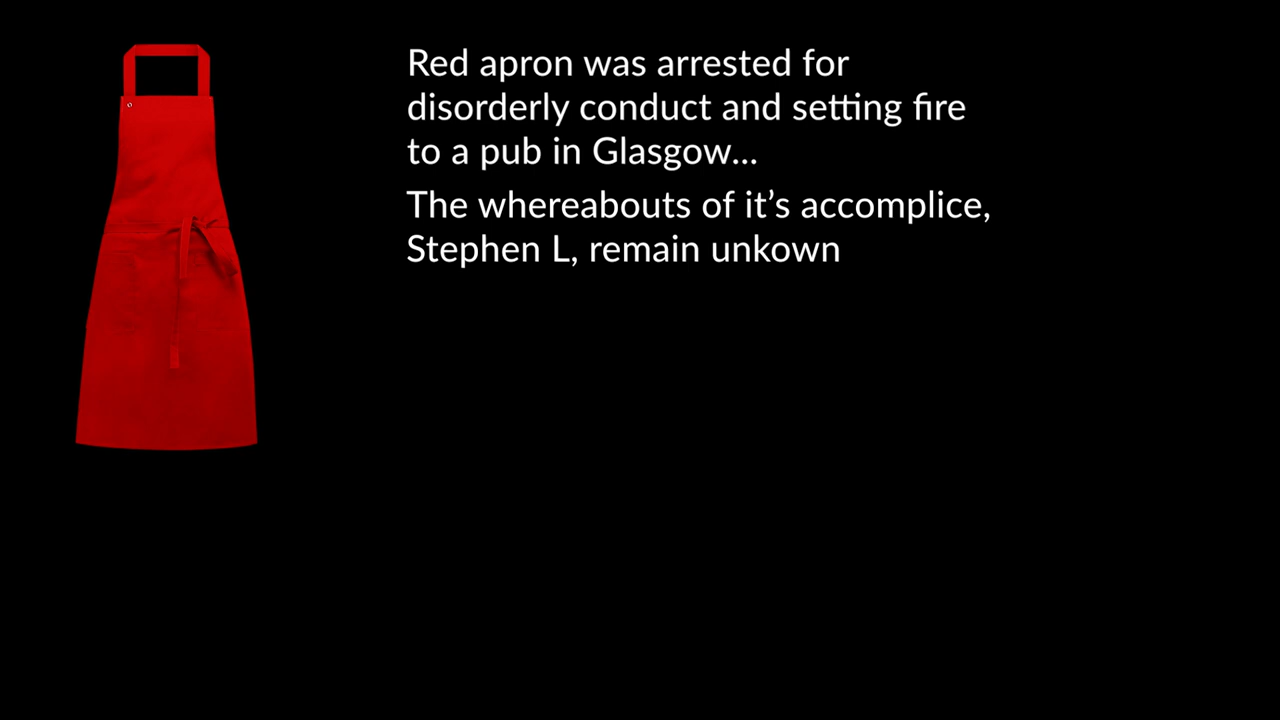 Red apron was arrested for
disorderly conduct and setting fire
to a pub in Glasgow...
The whereabouts of it’s accomplice,
Stephen L, remain unkown